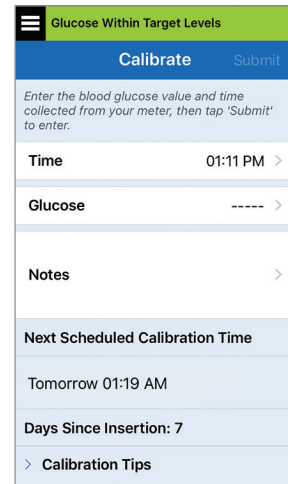 Glucose Within Target Levels
Calibrate Submit
Enter the blood glucose value and time
collected from your meter, then tap 'Submit'
to enter.
Time 01:11 PM >
Glucose ----- >
Notes >
Next Scheduled Calibration Time
Tomorrow 01:19 AM
Days Since Insertion: 7
> Calibration Tips